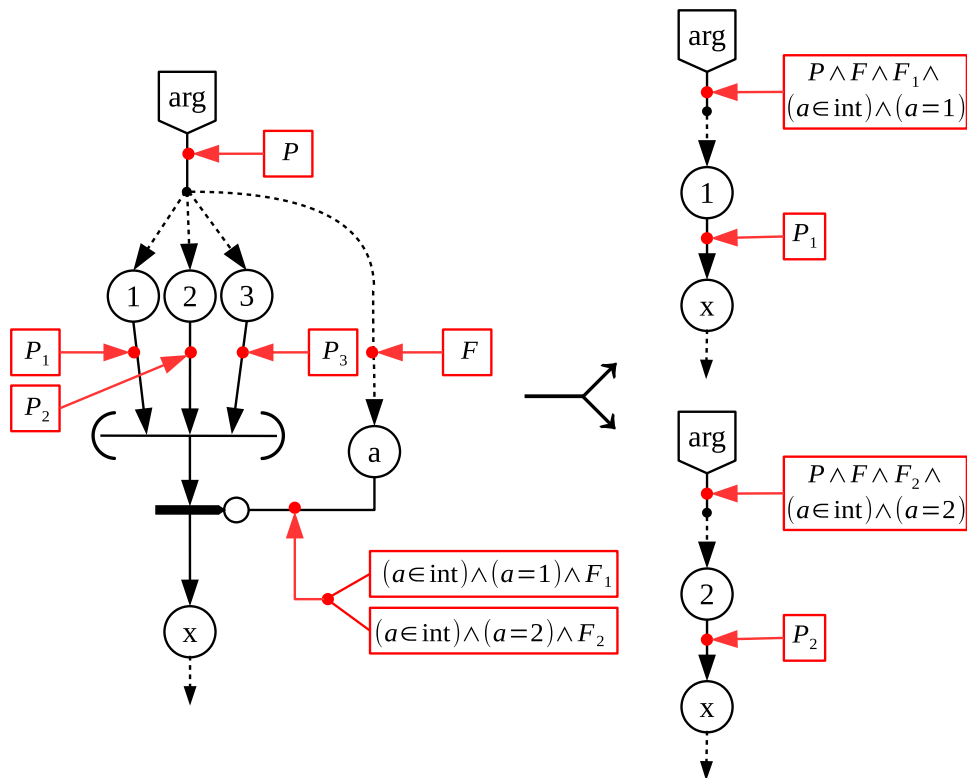 arg
P
1
2
3
P₁
P₃
F
P₂
a
(a∈int)∧(a=1)∧F₁
(a∈int)∧(a=2)∧F₂
x
arg
P∧F∧F₁∧
(a∈int)∧(a=1)
1
P₁
x
arg
P∧F∧F₂∧
(a∈int)∧(a=2)
2
P₂
x